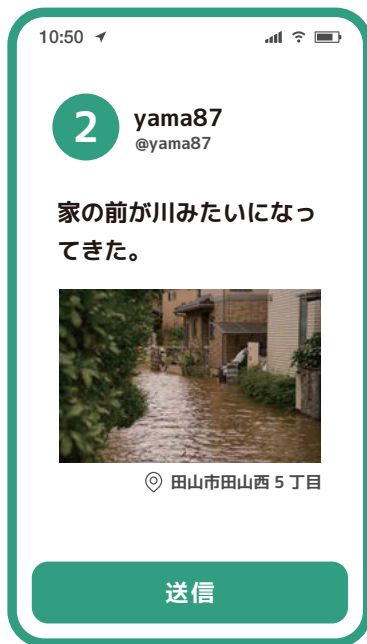 10:50
2
yama87
@yama87
家の前が川みたいになっ
てきた。
田山市田山西 5 丁目
送信